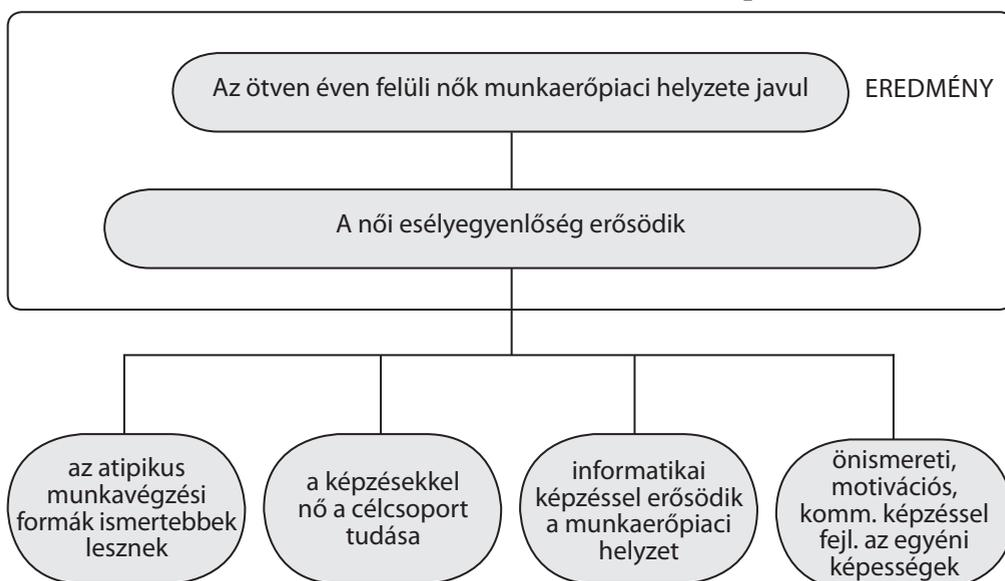 Az ötven éven felüli nők munkaerőpiaci helyzete javul
EREDMÉNY
A női esélyegyenlőség erősödik
az atipikus
munkavégzési
formák ismertebbek
lesznek
a képzésekkel
nő a célcsoport
tudása
informatikai
képzéssel erősödik
a munkaerőpiaci
helyzet
önismereti,
motivációs,
komm. képzéssel
fejl. az egyéni
képességek